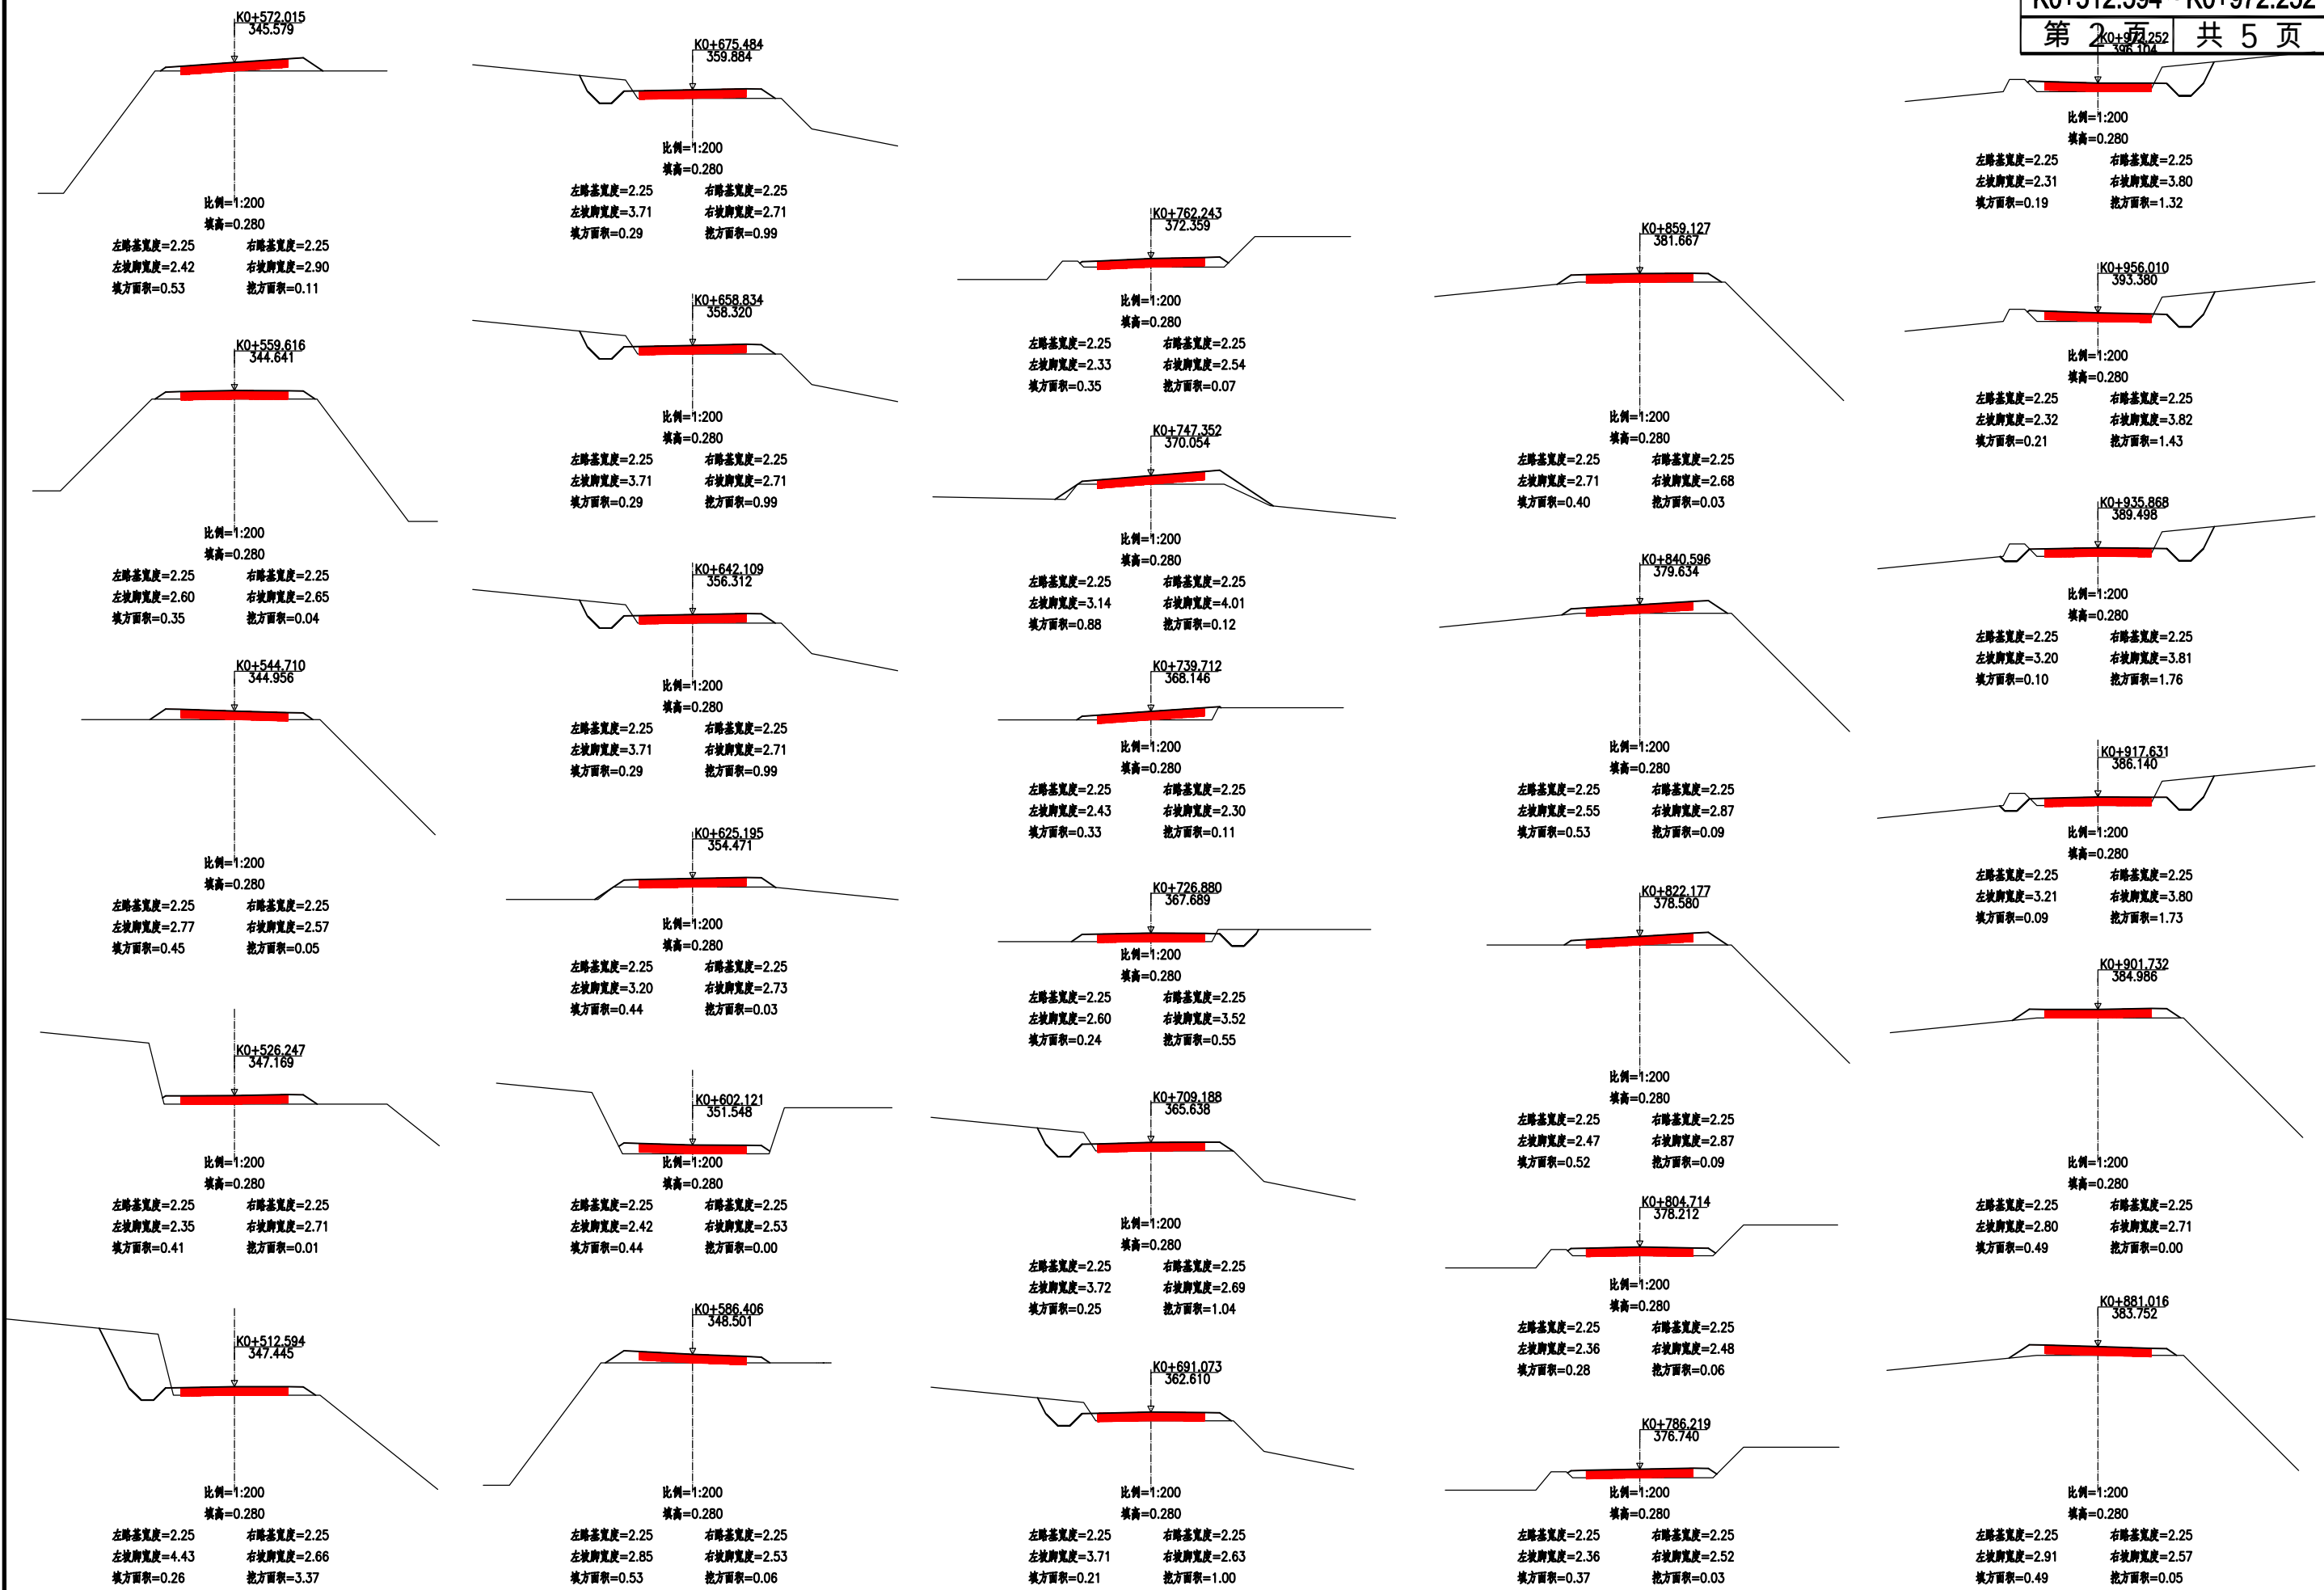 K0+512.594 K0+972.252
第 2 页 共 5 页
K0+572.015
345.579
比例=1:200
填高=0.280
左路基宽度=2.25 右路基宽度=2.25
左坡脚宽度=2.42 右坡脚宽度=2.90
填方面积=0.53 挖方面积=0.11
K0+559.616
344.641
比例=1:200
填高=0.280
左路基宽度=2.25 右路基宽度=2.25
左坡脚宽度=2.60 右坡脚宽度=2.65
填方面积=0.35 挖方面积=0.04
K0+544.710
344.956
比例=1:200
填高=0.280
左路基宽度=2.25 右路基宽度=2.25
左坡脚宽度=2.77 右坡脚宽度=2.57
填方面积=0.45 挖方面积=0.05
K0+526.247
347.169
比例=1:200
填高=0.280
左路基宽度=2.25 右路基宽度=2.25
左坡脚宽度=2.35 右坡脚宽度=2.71
填方面积=0.41 挖方面积=0.01
K0+512.594
347.445
比例=1:200
填高=0.280
左路基宽度=2.25 右路基宽度=2.25
左坡脚宽度=4.43 右坡脚宽度=2.66
填方面积=0.26 挖方面积=3.37
K0+675.484
359.884
比例=1:200
填高=0.280
左路基宽度=2.25 右路基宽度=2.25
左坡脚宽度=3.71 右坡脚宽度=2.71
填方面积=0.29 挖方面积=0.99
K0+658.834
358.320
比例=1:200
填高=0.280
左路基宽度=2.25 右路基宽度=2.25
左坡脚宽度=3.71 右坡脚宽度=2.71
填方面积=0.29 挖方面积=0.99
K0+642.109
356.312
比例=1:200
填高=0.280
左路基宽度=2.25 右路基宽度=2.25
左坡脚宽度=3.71 右坡脚宽度=2.71
填方面积=0.29 挖方面积=0.99
K0+625.195
354.471
比例=1:200
填高=0.280
左路基宽度=2.25 右路基宽度=2.25
左坡脚宽度=3.20 右坡脚宽度=2.73
填方面积=0.44 挖方面积=0.03
K0+602.121
351.548
比例=1:200
填高=0.280
左路基宽度=2.25 右路基宽度=2.25
左坡脚宽度=2.42 右坡脚宽度=2.53
填方面积=0.44 挖方面积=0.00
K0+586.406
348.501
比例=1:200
填高=0.280
左路基宽度=2.25 右路基宽度=2.25
左坡脚宽度=2.85 右坡脚宽度=2.53
填方面积=0.53 挖方面积=0.06
K0+762.243
372.359
比例=1:200
填高=0.280
左路基宽度=2.25 右路基宽度=2.25
左坡脚宽度=2.33 右坡脚宽度=2.54
填方面积=0.35 挖方面积=0.07
K0+747.352
370.054
比例=1:200
填高=0.280
左路基宽度=2.25 右路基宽度=2.25
左坡脚宽度=3.14 右坡脚宽度=4.01
填方面积=0.88 挖方面积=0.12
K0+739.712
368.146
比例=1:200
填高=0.280
左路基宽度=2.25 右路基宽度=2.25
左坡脚宽度=2.43 右坡脚宽度=2.30
填方面积=0.33 挖方面积=0.11
K0+726.880
367.689
比例=1:200
填高=0.280
左路基宽度=2.25 右路基宽度=2.25
左坡脚宽度=2.60 右坡脚宽度=3.52
填方面积=0.24 挖方面积=0.55
K0+709.188
365.638
比例=1:200
填高=0.280
左路基宽度=2.25 右路基宽度=2.25
左坡脚宽度=3.72 右坡脚宽度=2.69
填方面积=0.25 挖方面积=1.04
K0+691.073
362.610
比例=1:200
填高=0.280
左路基宽度=2.25 右路基宽度=2.25
左坡脚宽度=3.71 右坡脚宽度=2.63
填方面积=0.21 挖方面积=1.00
K0+859.127
381.667
比例=1:200
填高=0.280
左路基宽度=2.25 右路基宽度=2.25
左坡脚宽度=2.71 右坡脚宽度=2.68
填方面积=0.40 挖方面积=0.03
K0+840.596
379.634
比例=1:200
填高=0.280
左路基宽度=2.25 右路基宽度=2.25
左坡脚宽度=2.55 右坡脚宽度=2.87
填方面积=0.53 挖方面积=0.09
K0+822.177
378.580
比例=1:200
填高=0.280
左路基宽度=2.25 右路基宽度=2.25
左坡脚宽度=2.47 右坡脚宽度=2.87
填方面积=0.52 挖方面积=0.09
K0+804.714
378.212
比例=1:200
填高=0.280
左路基宽度=2.25 右路基宽度=2.25
左坡脚宽度=2.36 右坡脚宽度=2.48
填方面积=0.28 挖方面积=0.06
K0+786.219
376.740
比例=1:200
填高=0.280
左路基宽度=2.25 右路基宽度=2.25
左坡脚宽度=2.36 右坡脚宽度=2.52
填方面积=0.37 挖方面积=0.03
K0+972.252
396.104
比例=1:200
填高=0.280
左路基宽度=2.25 右路基宽度=2.25
左坡脚宽度=2.31 右坡脚宽度=3.80
填方面积=0.19 挖方面积=1.32
K0+956.010
393.380
比例=1:200
填高=0.280
左路基宽度=2.25 右路基宽度=2.25
左坡脚宽度=2.32 右坡脚宽度=3.82
填方面积=0.21 挖方面积=1.43
K0+935.868
389.498
比例=1:200
填高=0.280
左路基宽度=2.25 右路基宽度=2.25
左坡脚宽度=3.20 右坡脚宽度=3.81
填方面积=0.10 挖方面积=1.76
K0+917.631
386.140
比例=1:200
填高=0.280
左路基宽度=2.25 右路基宽度=2.25
左坡脚宽度=3.21 右坡脚宽度=3.80
填方面积=0.09 挖方面积=1.73
K0+901.732
384.986
比例=1:200
填高=0.280
左路基宽度=2.25 右路基宽度=2.25
左坡脚宽度=2.80 右坡脚宽度=2.71
填方面积=0.49 挖方面积=0.00
K0+881.016
383.752
比例=1:200
填高=0.280
左路基宽度=2.25 右路基宽度=2.25
左坡脚宽度=2.91 右坡脚宽度=2.57
填方面积=0.49 挖方面积=0.05